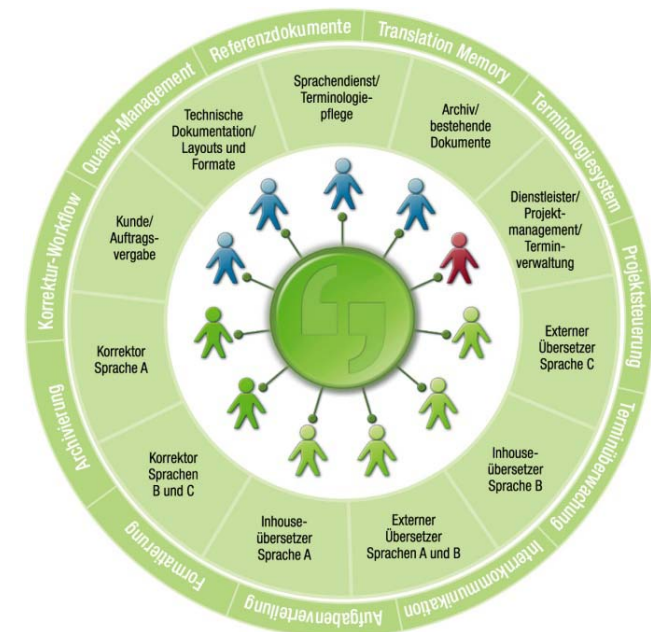 Referenzdokumente
Translation Memory
Terminologiesystem
Projektsteuerung
Terminüberwachung
Internkommunikation
Aufgabenverteilung
Formatierung
Archivierung
Korrektur-Workflow
Quality-Management
Sprachendienst/
Terminologie-
pflege
Archiv/
bestehende
Dokumente
Dienstleister/
Projekt-
management/
Termin-
verwaltung
Externer
Übersetzer
Sprache C
Inhouse-
übersetzer
Sprache B
Externer
Übersetzer
Sprachen A und B
Inhouse-
übersetzer
Sprache A
Korrektor
Sprachen
B und C
Korrektor
Sprache A
Kunde/
Auftrags-
vergabe
Technische
Dokumentation/
Layouts und
Formate